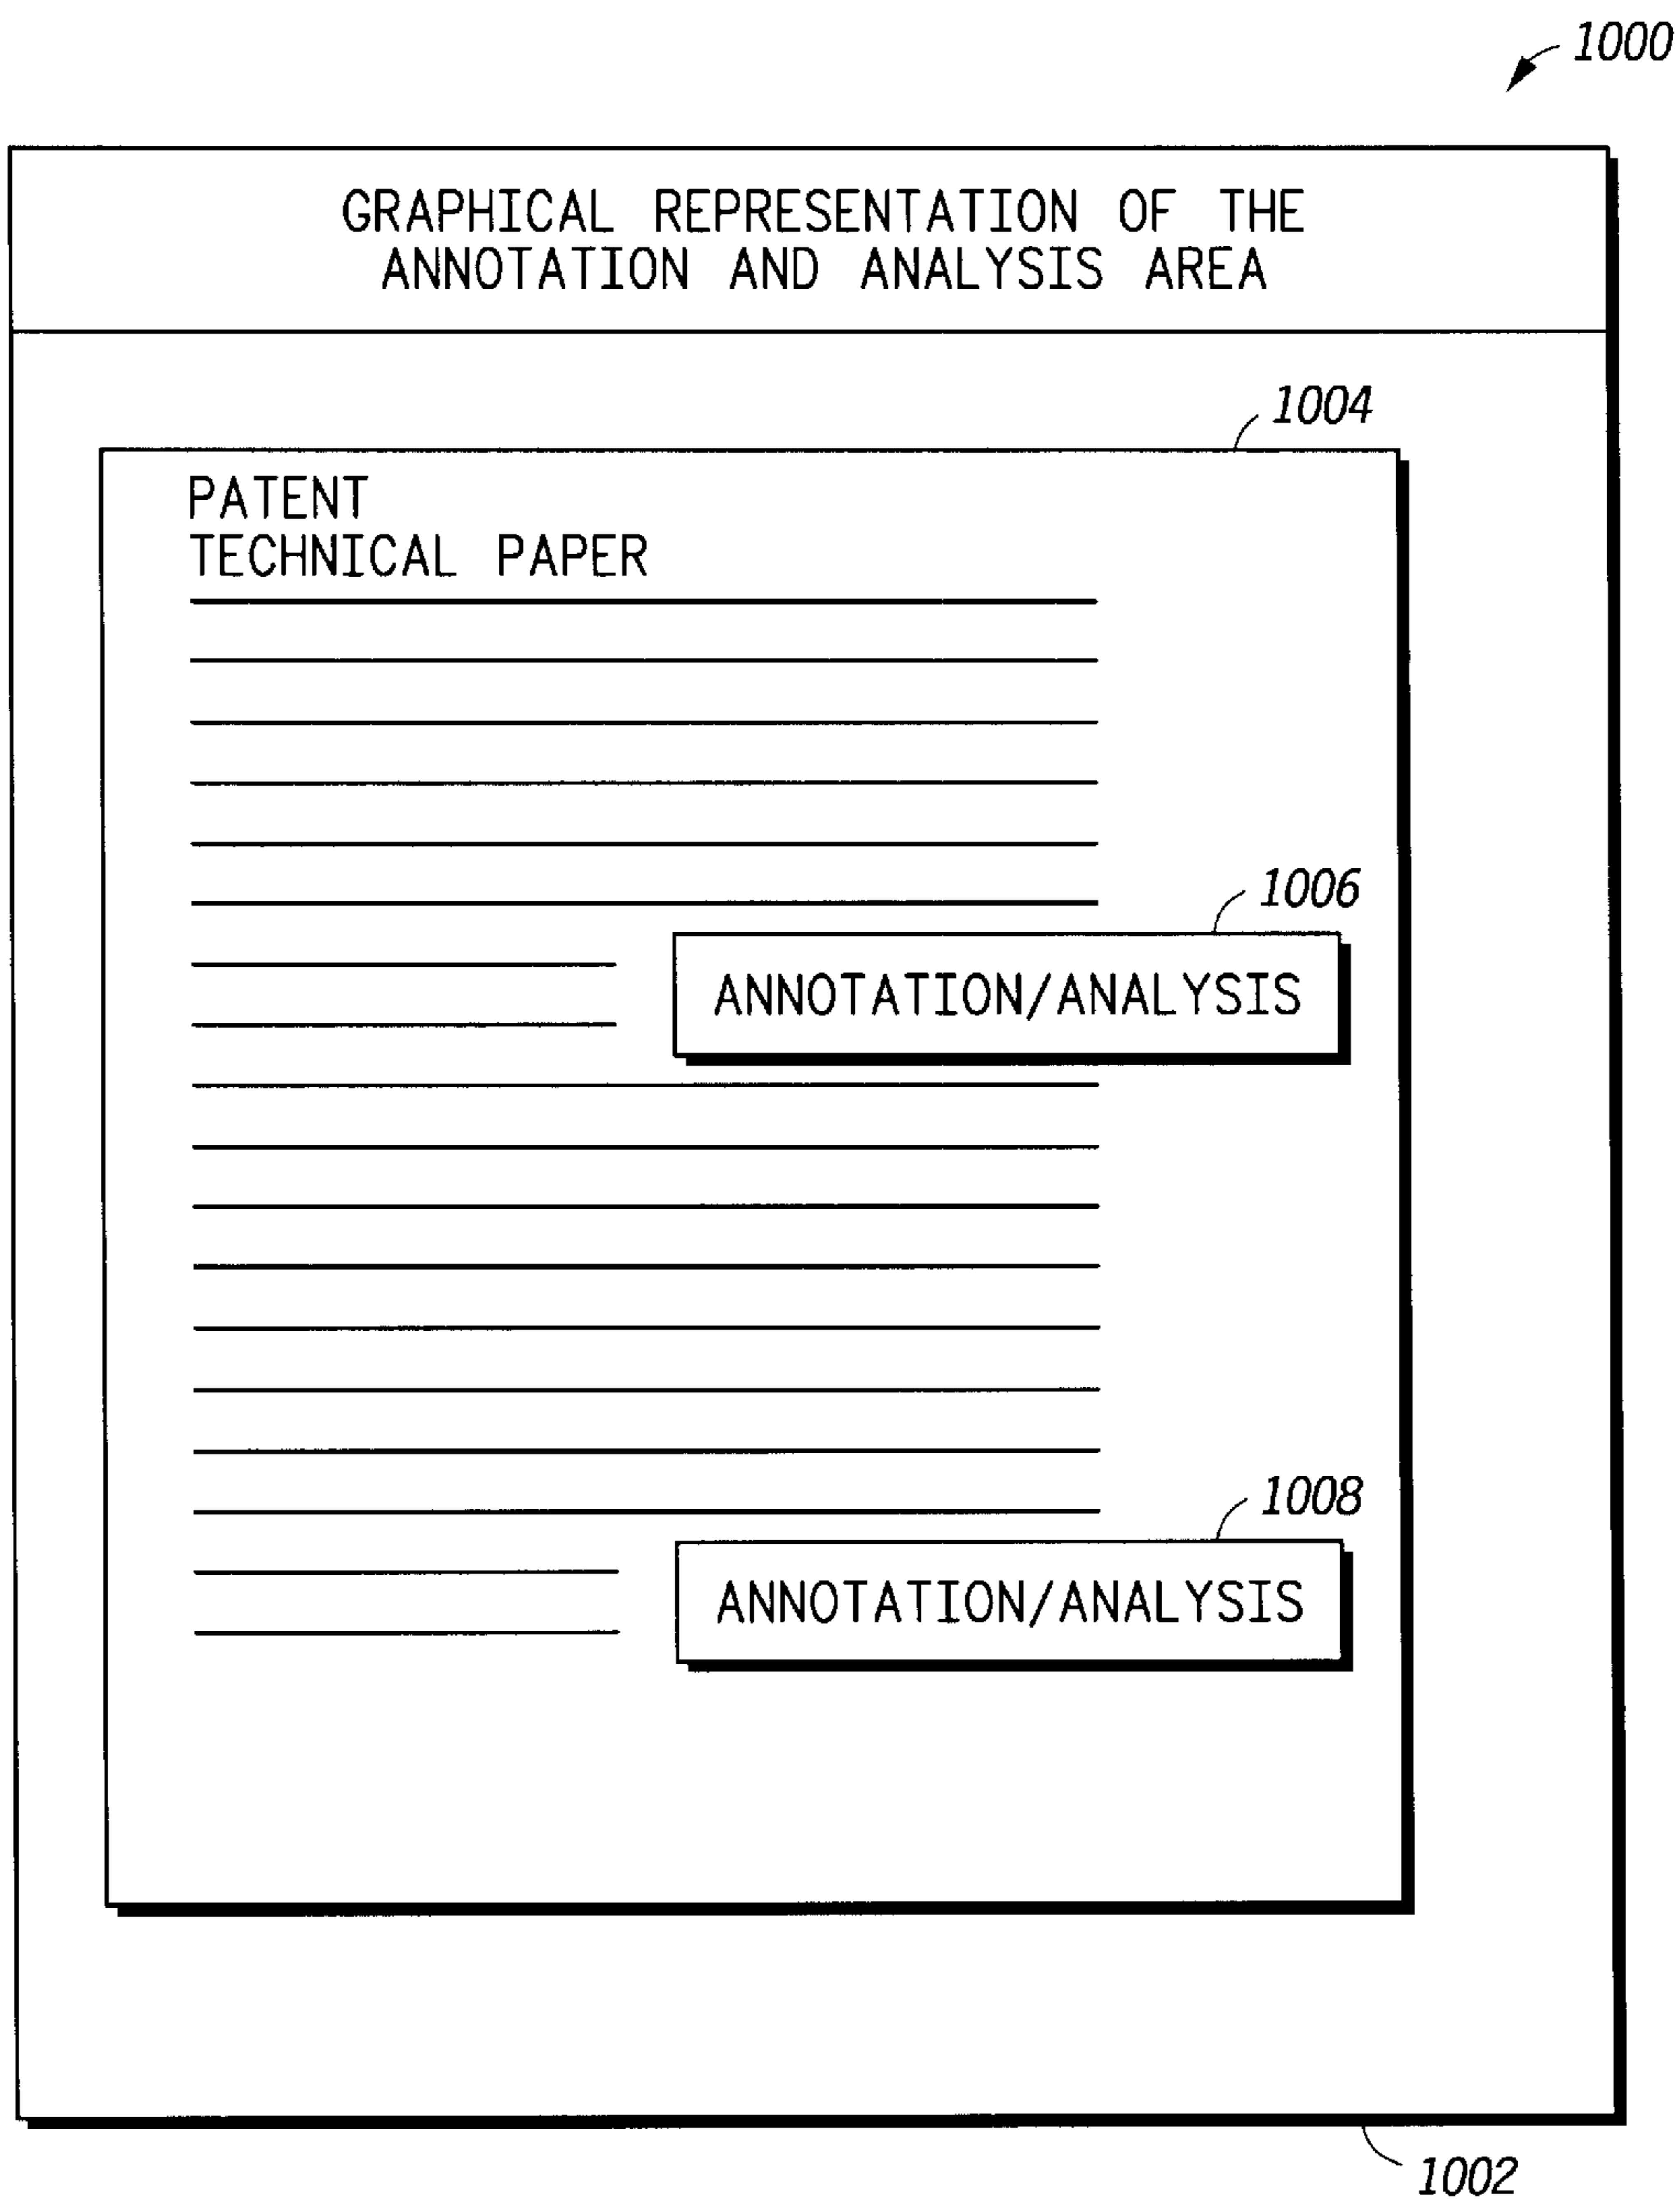 1000
GRAPHICAL REPRESENTATION OF THE
ANNOTATION AND ANALYSIS AREA
1004
PATENT
TECHNICAL PAPER
1006
ANNOTATION/ANALYSIS
1008
ANNOTATION/ANALYSIS
1002